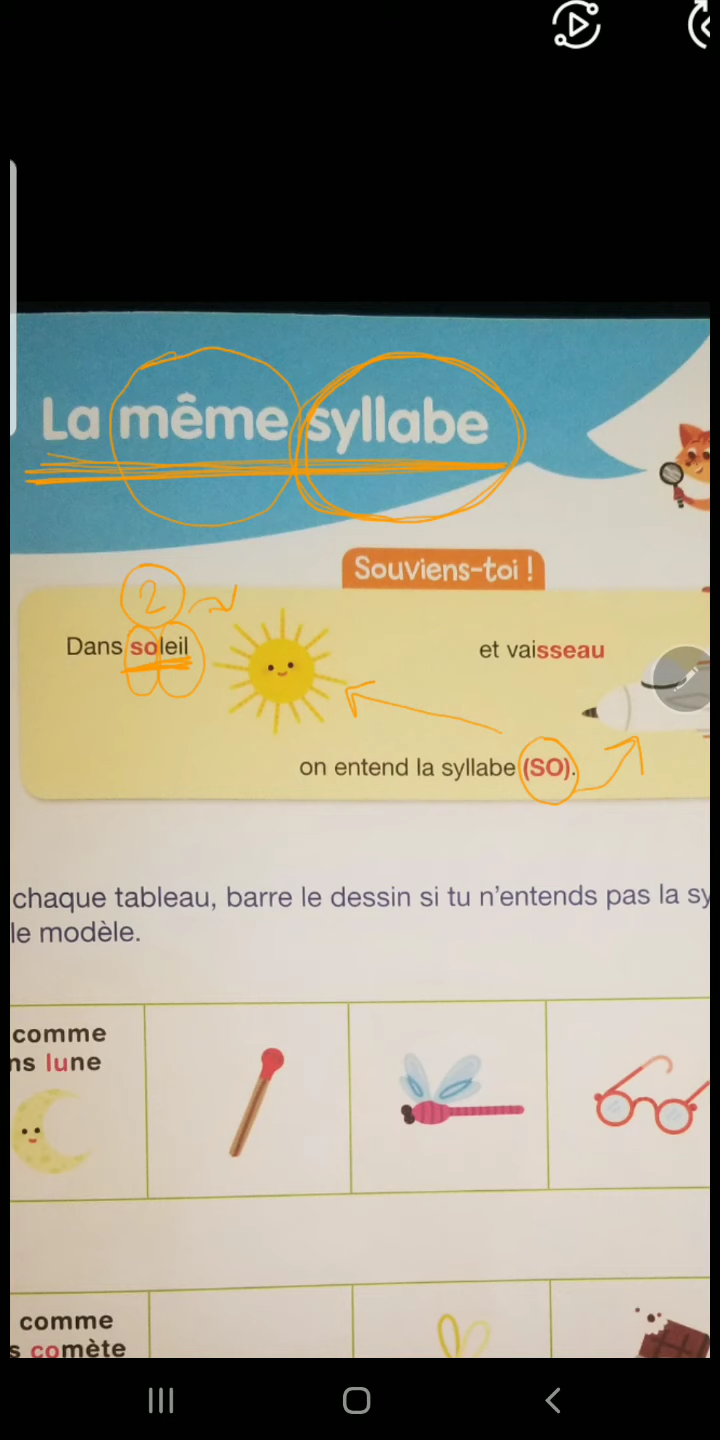 La même syllabe
Souviens-toi !
2
Dans soleil
et vaisseau
on entend la syllabe (SO).
chaque tableau, barre le dessin si tu n'entends pas la sy
le modèle.
comme
ns lune
comme
s comète